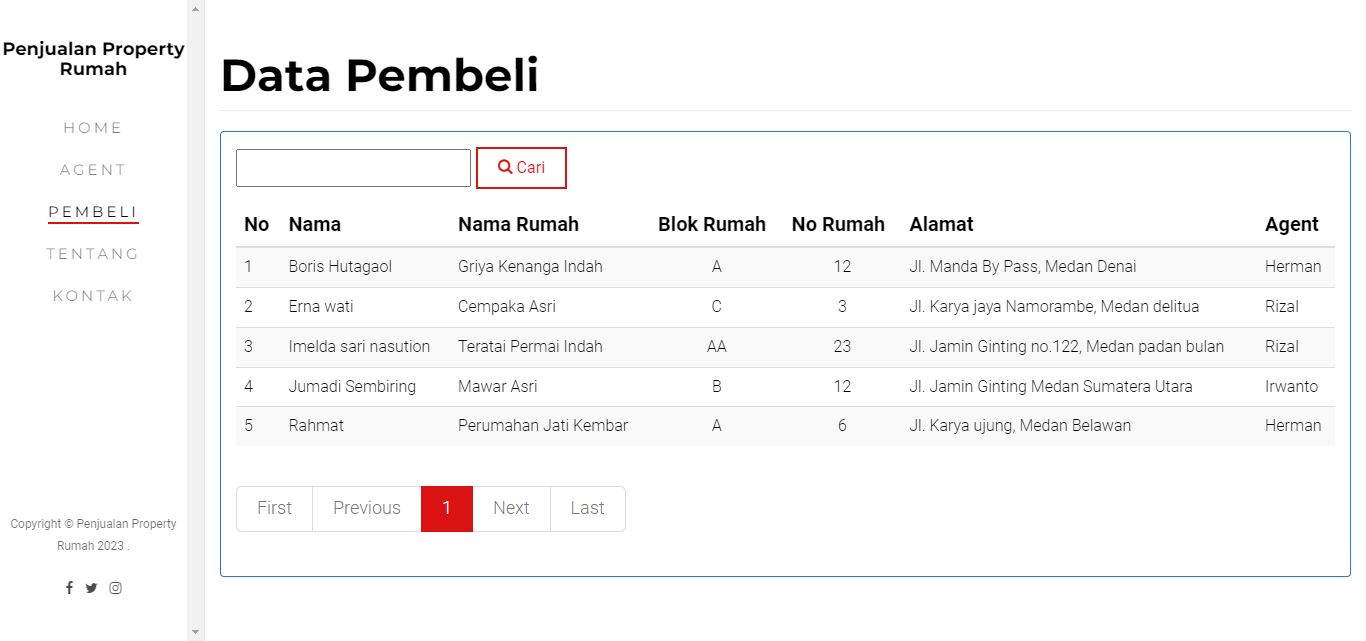 Penjualan Property
Rumah
HOME
AGENT
PEMBELI
TENTANG
KONTAK
Copyright © Penjualan Property
Rumah 2023 .
Data Pembeli
Cari
No Nama Nama Rumah Blok Rumah No Rumah Alamat Agent
1 Boris Hutagaol Griya Kenanga Indah A 12 Jl. Manda By Pass, Medan Denai Herman
2 Erna wati Cempaka Asri C 3 Jl. Karya jaya Namorambe, Medan delitua Rizal
3 Imelda sari nasution Teratai Permai Indah AA 23 Jl. Jamin Ginting no.122, Medan padan bulan Rizal
4 Jumadi Sembiring Mawar Asri B 12 Jl. Jamin Ginting Medan Sumatera Utara Irwanto
5 Rahmat Perumahan Jati Kembar A 6 Jl. Karya ujung, Medan Belawan Herman
First Previous 1 Next Last